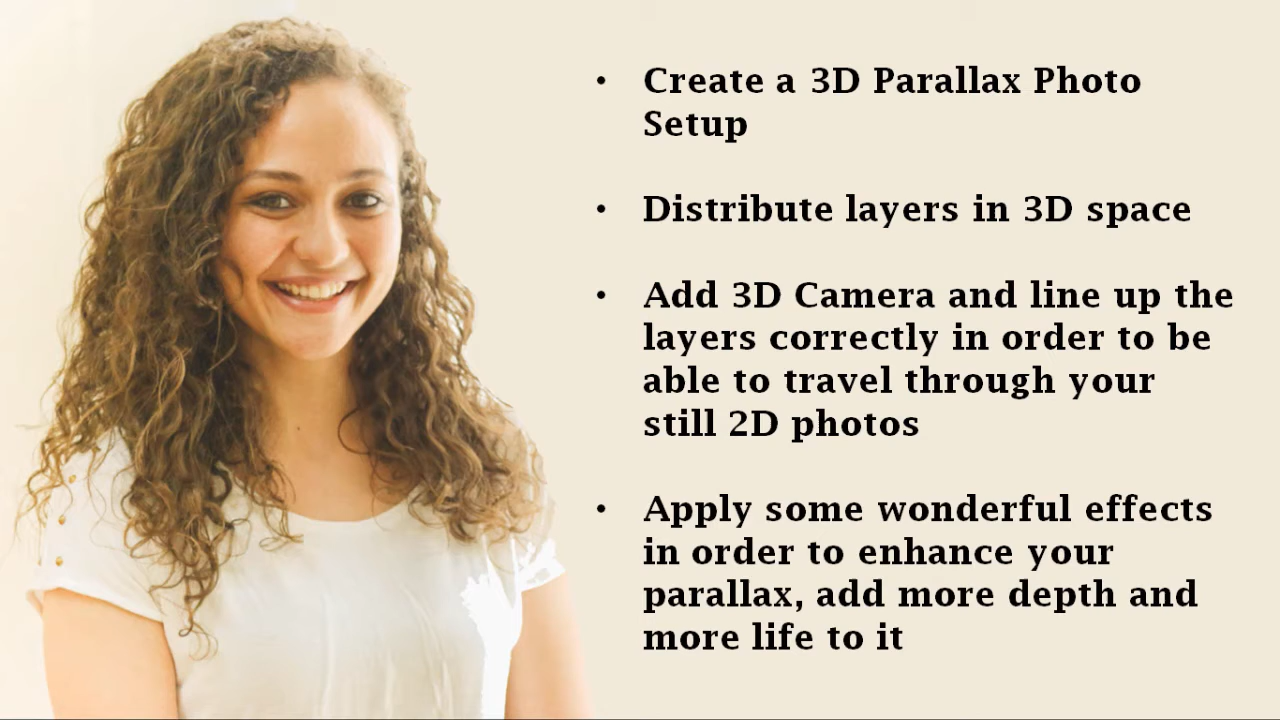 • Create a 3D Parallax Photo
Setup
• Distribute layers in 3D space
• Add 3D Camera and line up the
layers correctly in order to be
able to travel through your
still 2D photos
• Apply some wonderful effects
in order to enhance your
parallax, add more depth and
more life to it